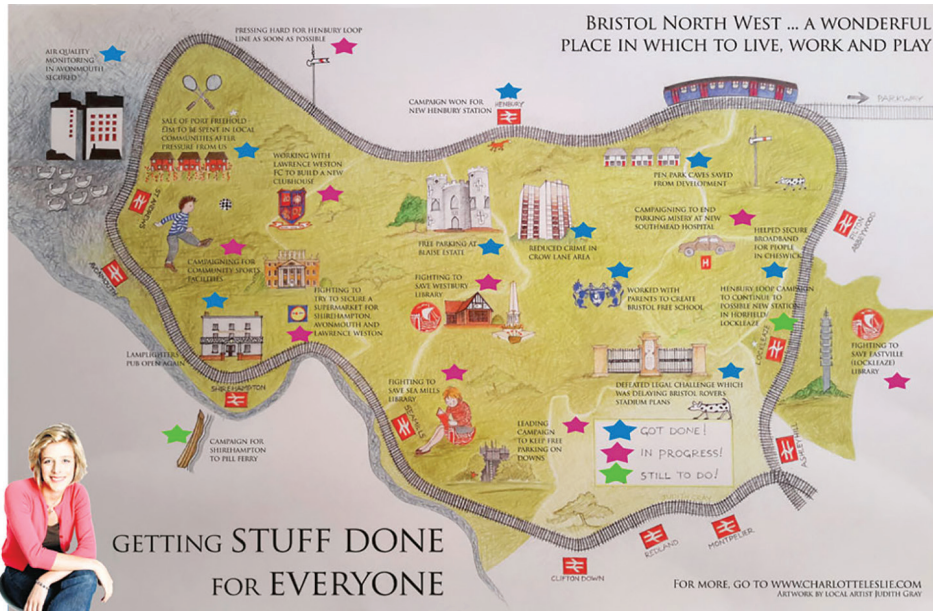 BRISTOL NORTH WEST ... A WONDERFUL
PLACE IN WHICH TO LIVE, WORK AND PLAY
PRESSING HARD FOR HENBURY LOOP
LINE AS SOON AS POSSIBLE
AIR QUALITY
MONITORING
IN AVONMOUTH
SECURED
CAMPAIGN WON FOR
NEW HENBURY STATION
HENBURY
PARKWAY
SALE OF PORT FREEHOLD -
TO BE SPENT IN LOCAL
COMMUNITIES AFTER
PRESSURE FROM US
WORKING WITH
LAWRENCE WESTON
FC TO BUILD A NEW
CLUBHOUSE
PEN PARK CAVES SAVED
FROM DEVELOPMENT
ST ANDREWS
CAMPAIGNING TO END
PARKING MISERY AT NEW
SOUTHMEAD HOSPITAL
H
HELPED SECURE
BROADBAND
FOR PEOPLE
IN CHESWICK
FREE PARKING AT
BLAISE ESTATE
REDUCED CRIME IN
CROW LANE AREA
CAMPAIGNING FOR
COMMUNITY SPORTS
FACILITIES
FIGHTING TO
TRY TO SECURE A
SUPERMARKET FOR
SHIREHAMPTON,
AVONMOUTH AND
LAWRENCE WESTON
FIGHTING TO
SAVE WESTBURY
LIBRARY
WORKED WITH
PARENTS TO CREATE
BRISTOL FREE SCHOOL
HENBURY LOOP CAMPAIGN
TO CONTINUE TO
POSSIBLE NEW STATION
IN HORFIELD/
LOCKLEAZE
LOCKLEAZE
FIGHTING TO
SAVE EASTVILLE
(LOCKLEAZE)
LIBRARY
LAMPLIGHTERS
PUB OPEN AGAIN
SHIREHAMPTON
FIGHTING TO
SAVE SEA MILLS
LIBRARY
SEA MILLS
DEFEATED LEGAL CHALLENGE WHICH
WAS DELAYING BRISTOL ROVERS
STADIUM PLANS
CAMPAIGN FOR
SHIREHAMPTON
TO PILL FERRY
LEADING
CAMPAIGN
TO KEEP FREE
PARKING ON
DOWNS
GOT DONE!
IN PROGRESS!
STILL TO DO!
CLIFTON DOWN
REDLAND
MONTPELIER
GETTING STUFF DONE
FOR EVERYONE
FOR MORE, GO TO WWW.CHARLOTTELESLIE.COM
ARTWORK BY LOCAL ARTIST JUDITH GRAY